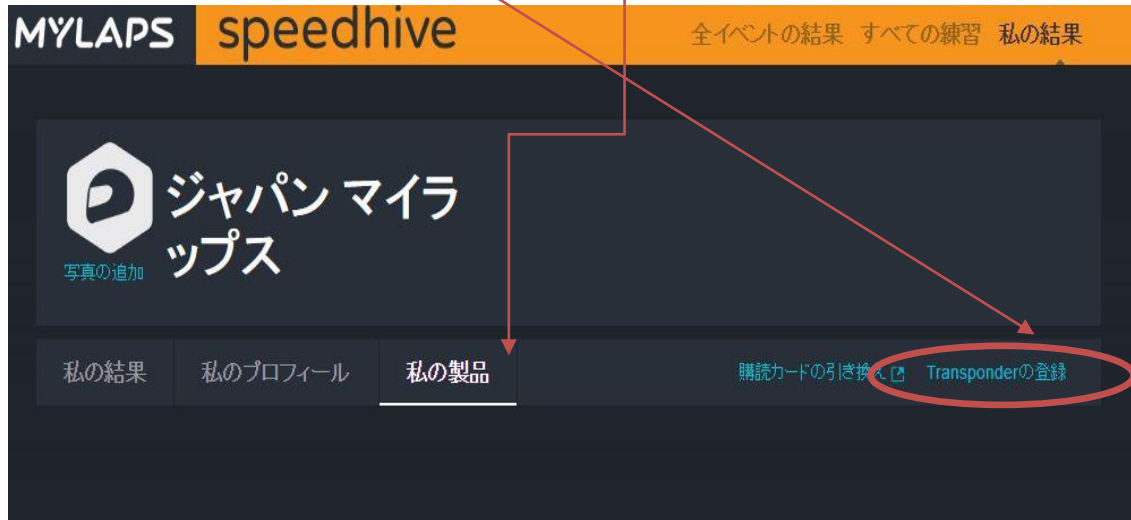 MYLAPS speedhive 全イベントの結果 すべての練習 私の結果
ジャパン マイラ
ップス
写真の追加
私の結果 私のプロフィール 私の製品 購読カードの引き換え Transponderの登録